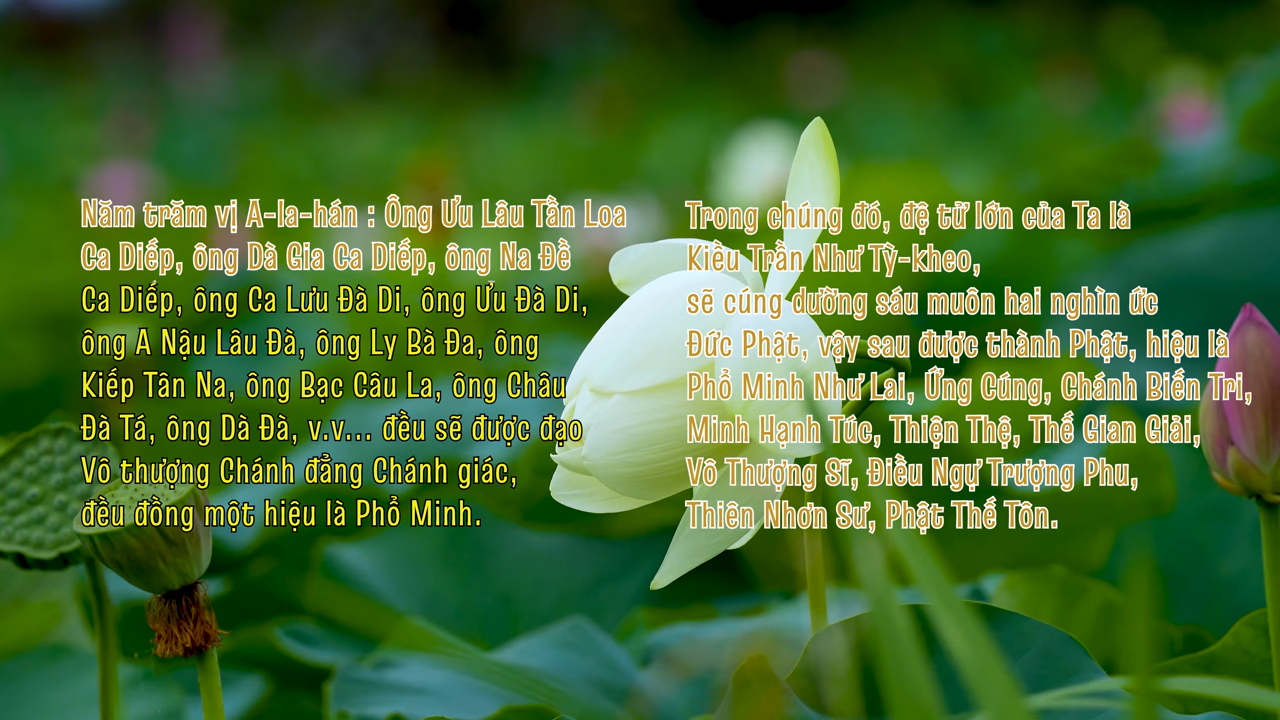 Năm trăm vị A-la-hán : Ông Ưu Lâu Tần Loa
Ca Diếp, ông Dà Gia Ca Diếp, ông Na Đề
Ca Diếp, ông Ca Lưu Đà Di, ông Ưu Đà Di,
ông A Nậu Lâu Đà, ông Ly Bà Đa, ông
Kiếp Tân Na, ông Bạc Câu La, ông Châu
Đà Tá, ông Dà Đà, v.v... đều sẽ được đạo
Vô thượng Chánh đẳng Chánh giác,
đều đồng một hiệu là Phổ Minh.
Trong chúng đó, đệ tử lớn của Ta là
Kiều Trần Như Tỳ-kheo,
sẽ cúng dường sáu muôn hai nghìn ức
Đức Phật, vậy sau được thành Phật, hiệu là
Phổ Minh Như Lai, Ứng Cúng, Chánh Biến Tri,
Minh Hạnh Túc, Thiện Thệ, Thế Gian Giải,
Vô Thượng Sĩ, Điều Ngự Trượng Phu,
Thiên Nhơn Sư, Phật Thế Tôn.